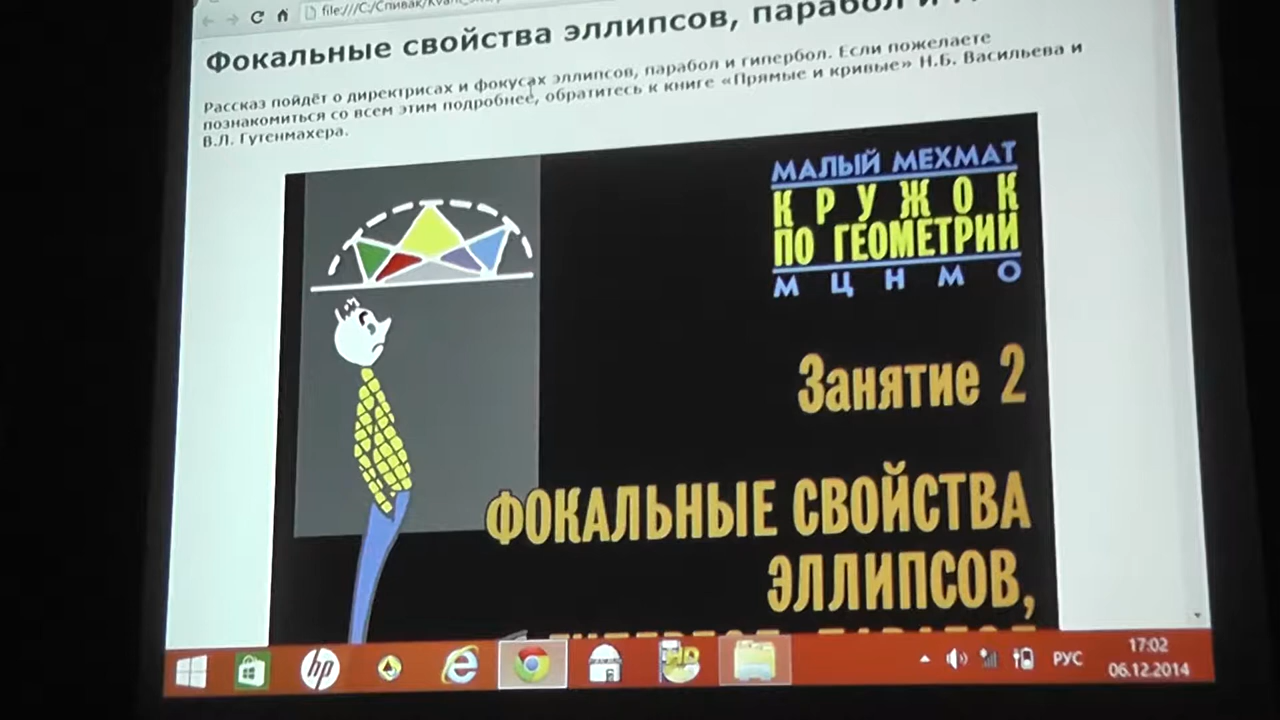 file:///C:/Спивак/
Фокальные свойства эллипсов, парабол и
Рассказ пойдёт о директрисах и фокусах эллипсов, парабол и гипербол. Если пожелаете
познакомиться со всем этим подробнее, обратитесь к книге «Прямые и кривые» Н.Б. Васильева и
В.Л. Гутенмахера.
МАЛЫЙ МЕХМАТ
КРУЖОК
ПО ГЕОМЕТРИИ
МЦНМО
Занятие 2
ФОКАЛЬНЫЕ СВОЙСТВА
ЭЛЛИПСОВ,
hp
РУС
17:02
06.12.2014